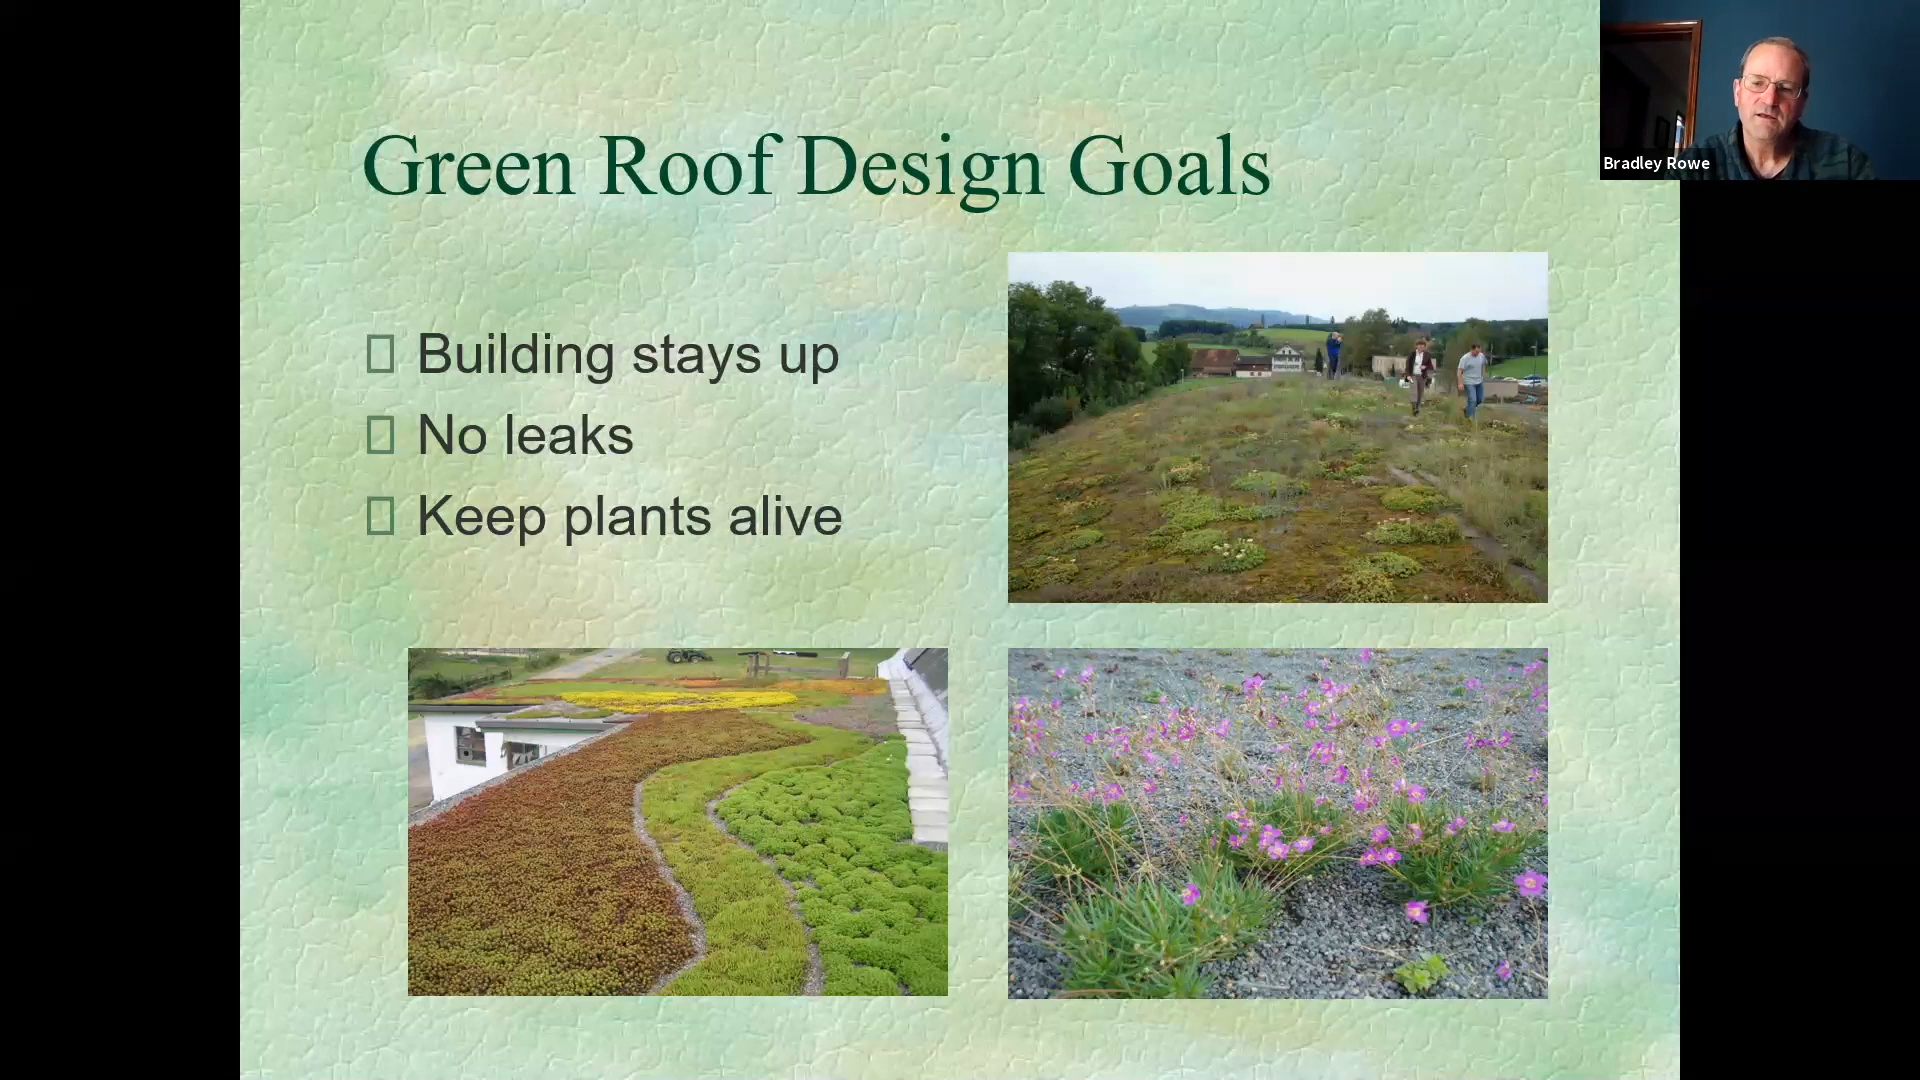 Green Roof Design Goals
Building stays up
No leaks
Keep plants alive
Bradley Rowe